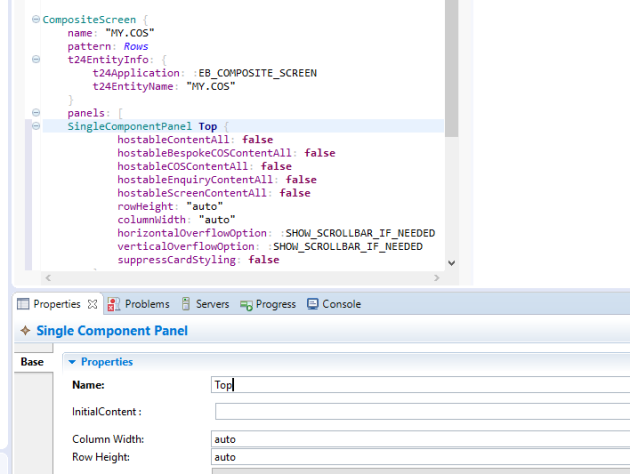 CompositeScreen {
name: "MY.COS"
pattern: Rows
t24EntityInfo: {
t24Application: :EB_COMPOSITE_SCREEN
t24EntityName: "MY.COS"
}
panels: [
SingleComponentPanel Top {
hostableContentAll: false
hostableBespokeCOSContentAll: false
hostableCOSContentAll: false
hostableEnquiryContentAll: false
hostableScreenContentAll: false
rowHeight: "auto"
columnWidth: "auto"
horizontalOverflowOption: :SHOW_SCROLLBAR_IF_NEEDED
verticalOverflowOption: :SHOW_SCROLLBAR_IF_NEEDED
suppressCardStyling: false
Properties Problems Servers Progress Console
Single Component Panel
Base Properties
Name: Top
InitialContent :
Column Width: auto
Row Height: auto